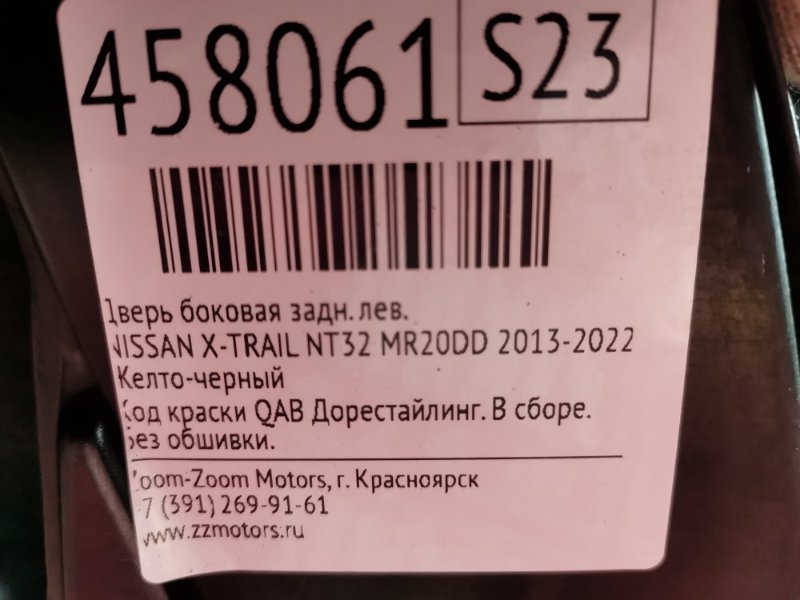 458061 S23
Дверь боковая задн. лев.
NISSAN X-TRAIL NT32 MR20DD 2013-2022
Желто-черный
Код краски QAB Дорестайлинг. В сборе.
Без обшивки.
Zoom-Zoom Motors, г. Красноярск
+7 (391) 269-91-61
www.zzmotors.ru